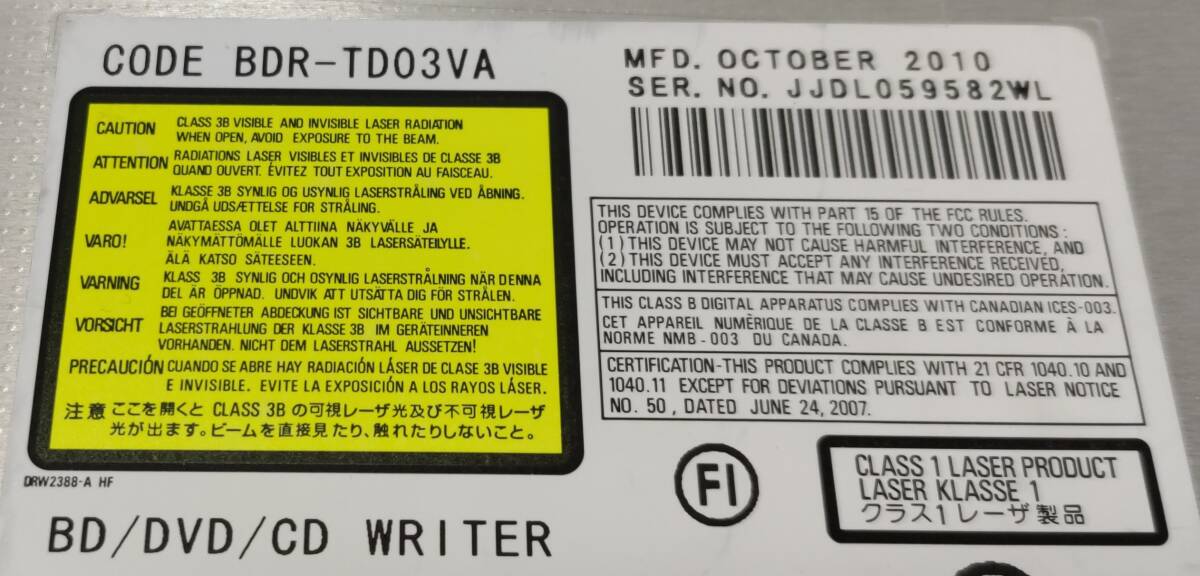 CODE BDR-TD03VA
CAUTION CLASS 3B VISIBLE AND INVISIBLE LASER RADIATION
WHEN OPEN, AVOID EXPOSURE TO THE BEAM.
ATTENTION RADIATIONS LASER VISIBLES ET INVISIBLES DE CLASSE 3B
QUAND OUVERT. ÉVITEZ TOUT EXPOSITION AU FAISCEAU.
ADVARSEL KLASSE 3B SYNLIG OG USYNLIG LASERSTRÅLING VED ÅBNING.
UNDGÅ UDSÆTTELSE FOR STRÅLING.
VARO! AVATTAESSA OLET ALTTIINA NÄKYVÄLLE JA
NÄKYMÄTTÖMÄLLE LUOKAN 3B LASERSÄTEILYLLE.
ÄLÄ KATSO SÄTEESEEN.
VARNING KLASS 3B SYNLIG OCH OSYNLIG LASERSTRÅLNING NÄR DENNA
DEL ÄR ÖPPNAD. UNDVIK ATT UTSÄTTA DIG FÖR STRÅLEN.
VORSICHT BEI GEÖFFNETER ABDECKUNG IST SICHTBARE UND UNSICHTBARE
LASERSTRAHLUNG DER KLASSE 3B IM GERÄTEINNEREN
VORHANDEN. NICHT DEM LASERSTRAHL AUSSETZEN!
PRECAUCIÓN CUANDO SE ABRE HAY RADIACIÓN LÁSER DE CLASE 3B VISIBLE
E INVISIBLE. EVITE LA EXPOSICIÓN A LOS RAYOS LÁSER.
注意 ここを開くと CLASS 3B の可視レーザ光及び不可視レーザ
光が出ます。ビームを直接見たり、触れたりしないこと。
DRW2388-A HF
BD/DVD/CD WRITER
MFD. OCTOBER 2010
SER. NO. JJDL059582WL
THIS DEVICE COMPLIES WITH PART 15 OF THE FCC RULES.
OPERATION IS SUBJECT TO THE FOLLOWING TWO CONDITIONS :
(1) THIS DEVICE MAY NOT CAUSE HARMFUL INTERFERENCE, AND
(2) THIS DEVICE MUST ACCEPT ANY INTERFERENCE RECEIVED,
INCLUDING INTERFERENCE THAT MAY CAUSE UNDESIRED OPERATION.
THIS CLASS B DIGITAL APPARATUS COMPLIES WITH CANADIAN ICES-003.
CET APPAREIL NUMÈRIQUE DE LA CLASSE B EST CONFORME À LA
NORME NMB-003 DU CANADA.
CERTIFICATION-THIS PRODUCT COMPLIES WITH 21 CFR 1040.10 AND
1040.11 EXCEPT FOR DEVIATIONS PURSUANT TO LASER NOTICE
NO. 50, DATED JUNE 24, 2007.
FI
CLASS 1 LASER PRODUCT
LASER KLASSE 1
クラス1 レーザ製品